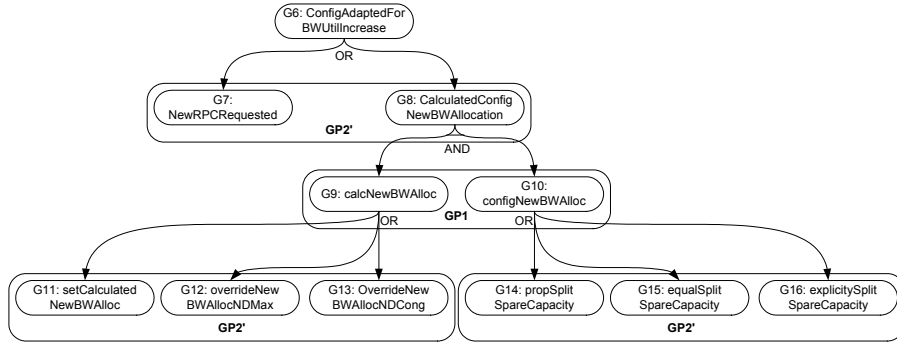 G6: ConfigAdaptedFor
BWUtilIncrease
OR
G7:
NewRPCRequested
G8: CalculatedConfig
NewBWAllocation
GP2'
AND
G9: calcNewBWAlloc
G10:
configNewBWAlloc
GP1
OR
OR
G11: setCalculated
NewBWAlloc
G12: overrideNew
BWAllocNDMax
G13: OverrideNew
BWAllocNDCong
GP2'
G14: propSplit
SpareCapacity
G15: equalSplit
SpareCapacity
G16: explicitySplit
SpareCapacity
GP2'